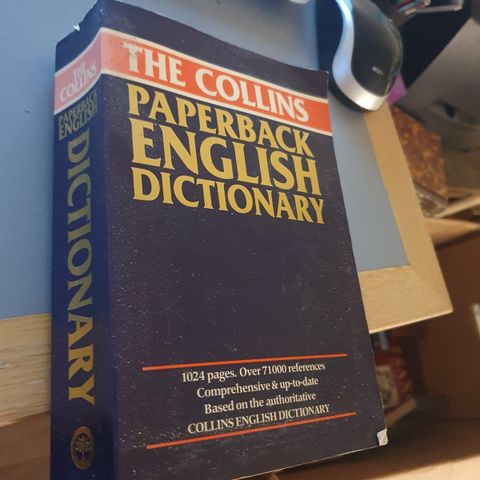 THE COLLINS
PAPERBACK
ENGLISH
DICTIONARY
1024 pages. Over 71000 references
Comprehensive & up-to-date
Based on the authoritative
COLLINS ENGLISH DICTIONARY
THE
COLLINS
PAPERBACK
ENGLISH
DICTIONARY